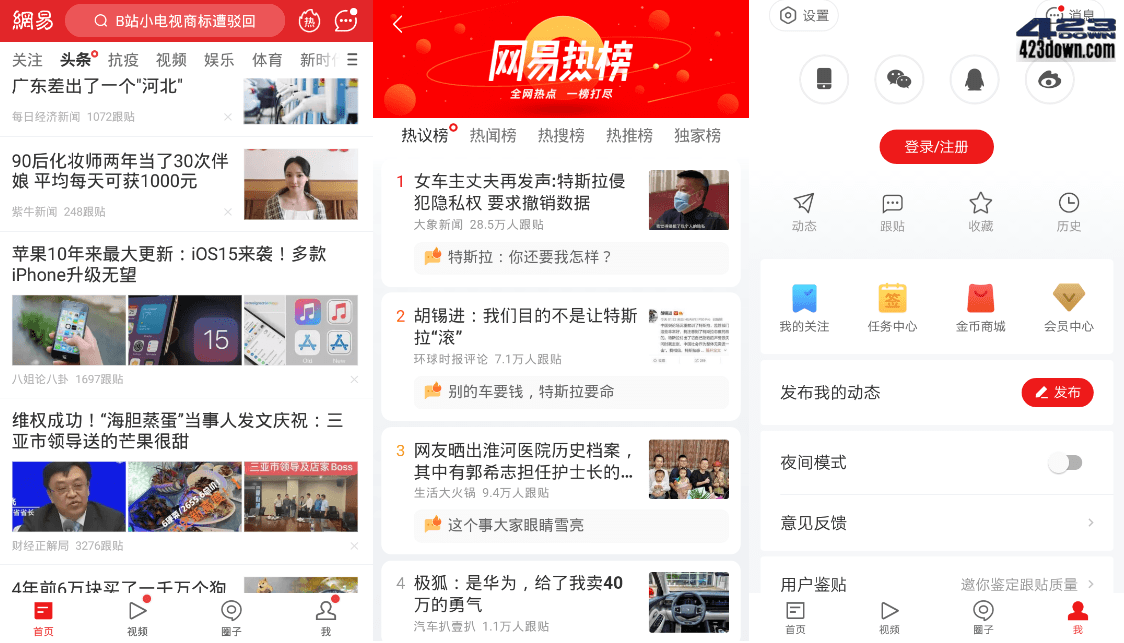 網易
B站小电视商标遭驳回
热
关注 头条 抗疫 视频 娱乐 体育 新时
广东差出了一个"河北"
每日经济新闻 1072跟贴
90后化妆师两年当了30次伴
娘 平均每天可获1000元
紫牛新闻 248跟贴
苹果10年来最大更新：iOS15来袭！多款
iPhone升级无望
15
八姐论八卦 1697跟贴
维权成功！“海胆蒸蛋”当事人发文庆祝：三
亚市领导送的芒果很甜
三亚市领导及店家Boss
财经正解局 3276跟贴
4年前6万块买了一千万个狗
首页 视频 圈子 我
网易热榜
全网热点 一榜打尽
热议榜 热闻榜 热搜榜 热推榜 独家榜
1 女车主丈夫再发声:特斯拉侵
犯隐私权 要求撤销数据
大象新闻 28.5万人跟贴
特斯拉：你还要我怎样？
2 胡锡进：我们目的不是让特斯
拉“滚”
环球时报评论 7.1万人跟贴
别的车要钱，特斯拉要命
3 网友晒出淮河医院历史档案，
其中有郭希志担任护士长的...
生活大火锅 9.4万人跟贴
这个事大家眼睛雪亮
4 极狐：是华为，给了我卖40
万的勇气
汽车扒壹扒 1.1万人跟贴
设置
消息
423
DOWN
423down.com
登录/注册
动态 跟贴 收藏 历史
签
我的关注 任务中心 金币商城 会员中心
发布我的动态
发布
夜间模式
意见反馈
用户鉴贴 邀你鉴定跟贴质量
首页 视频 圈子 我